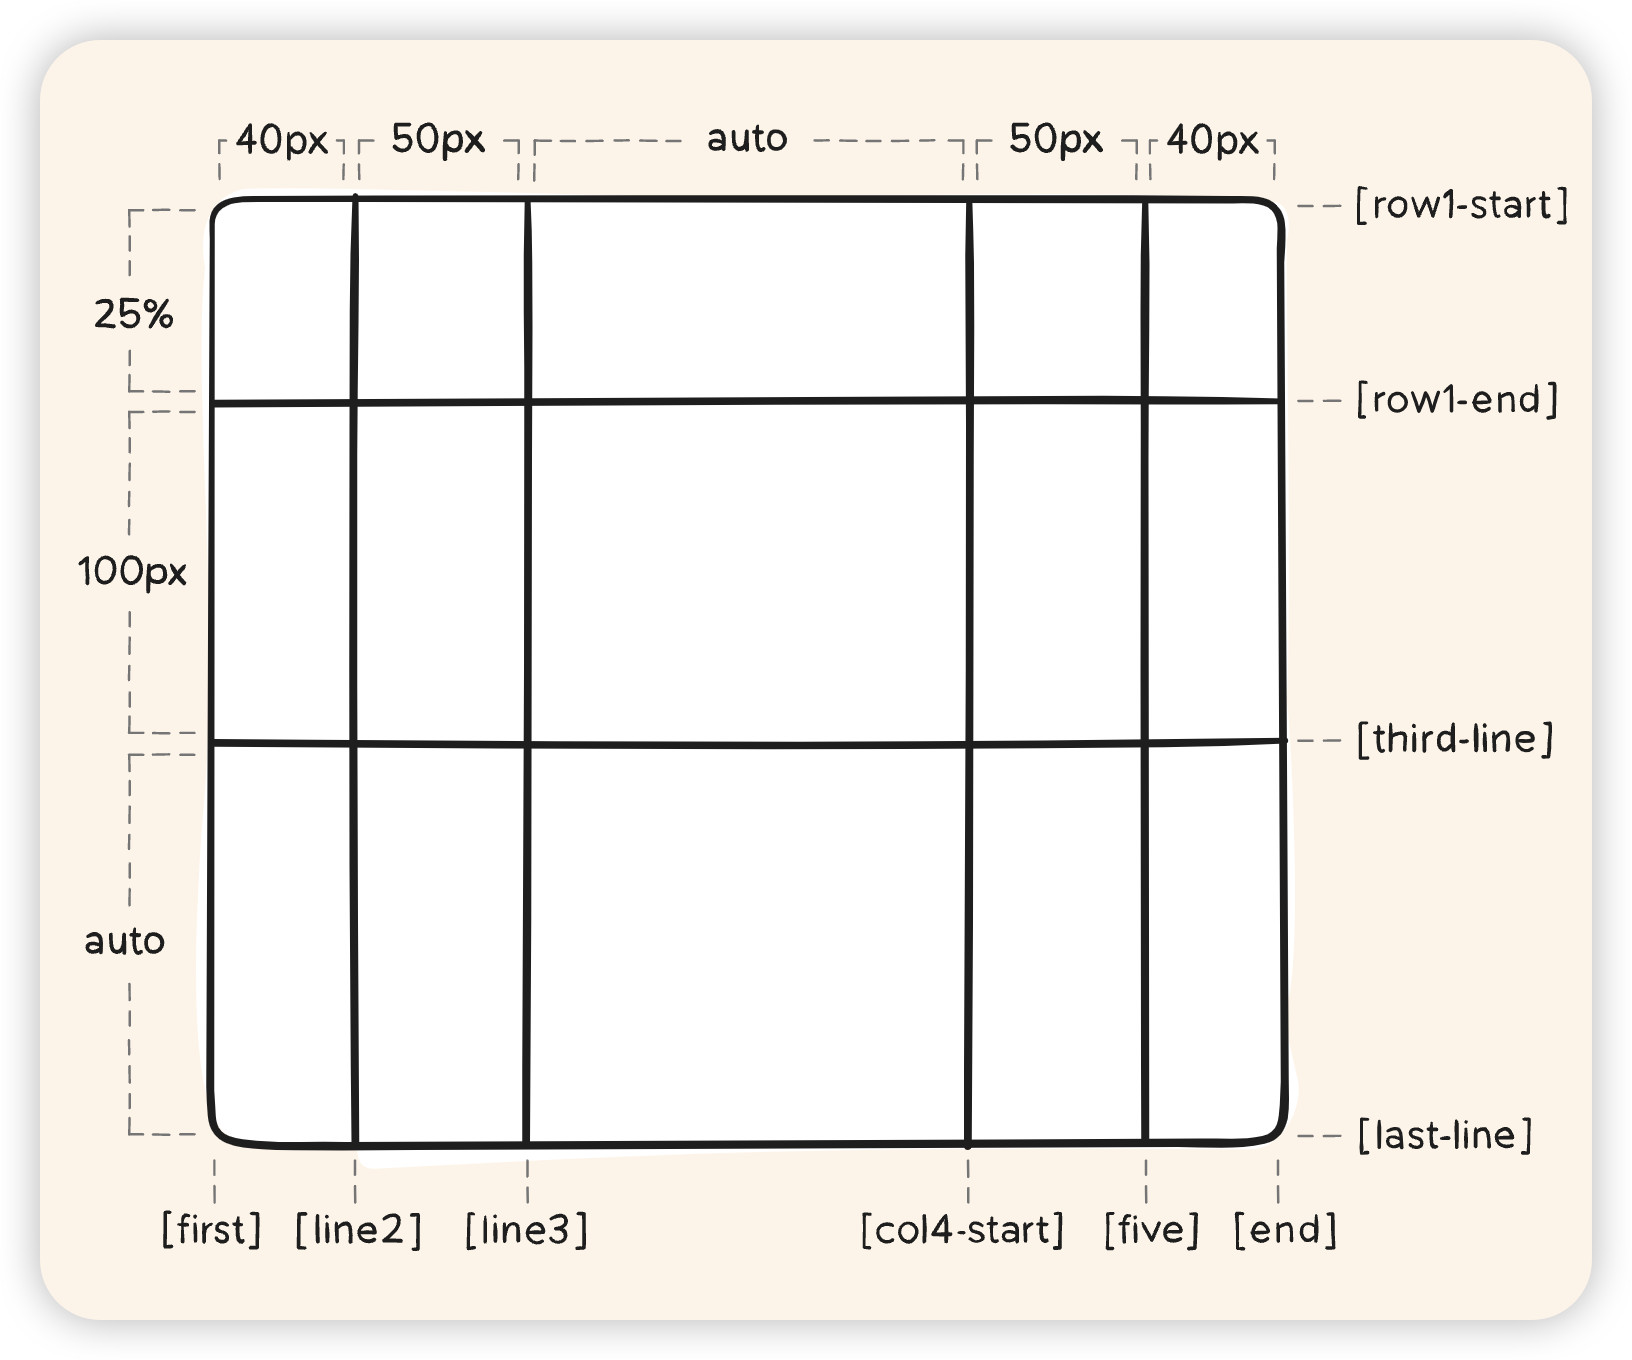 40px 50px auto 50px 40px
[row1-start]
25%
[row1-end]
100px
[third-line]
auto
[last-line]
[first] [line2] [line3] [col4-start] [five] [end]